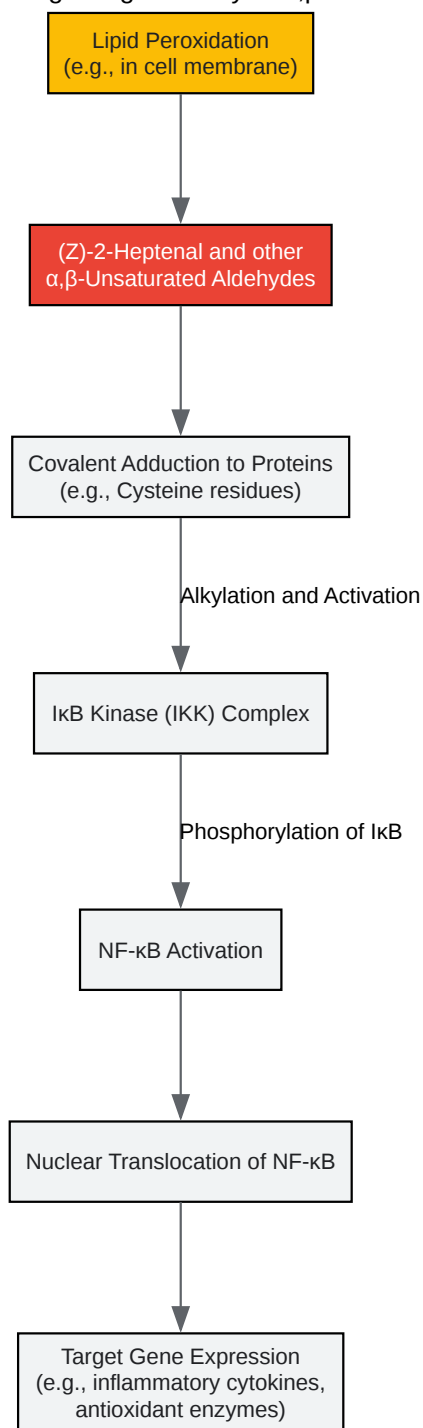 Lipid Peroxidation
(e.g., in cell membrane)
(Z)-2-Heptenal and other
α,β-Unsaturated Aldehydes
Covalent Adduction to Proteins
(e.g., Cysteine residues)
Alkylation and Activation
IκB Kinase (IKK) Complex
Phosphorylation of IκB
NF-κB Activation
Nuclear Translocation of NF-κB
Target Gene Expression
(e.g., inflammatory cytokines,
antioxidant enzymes)